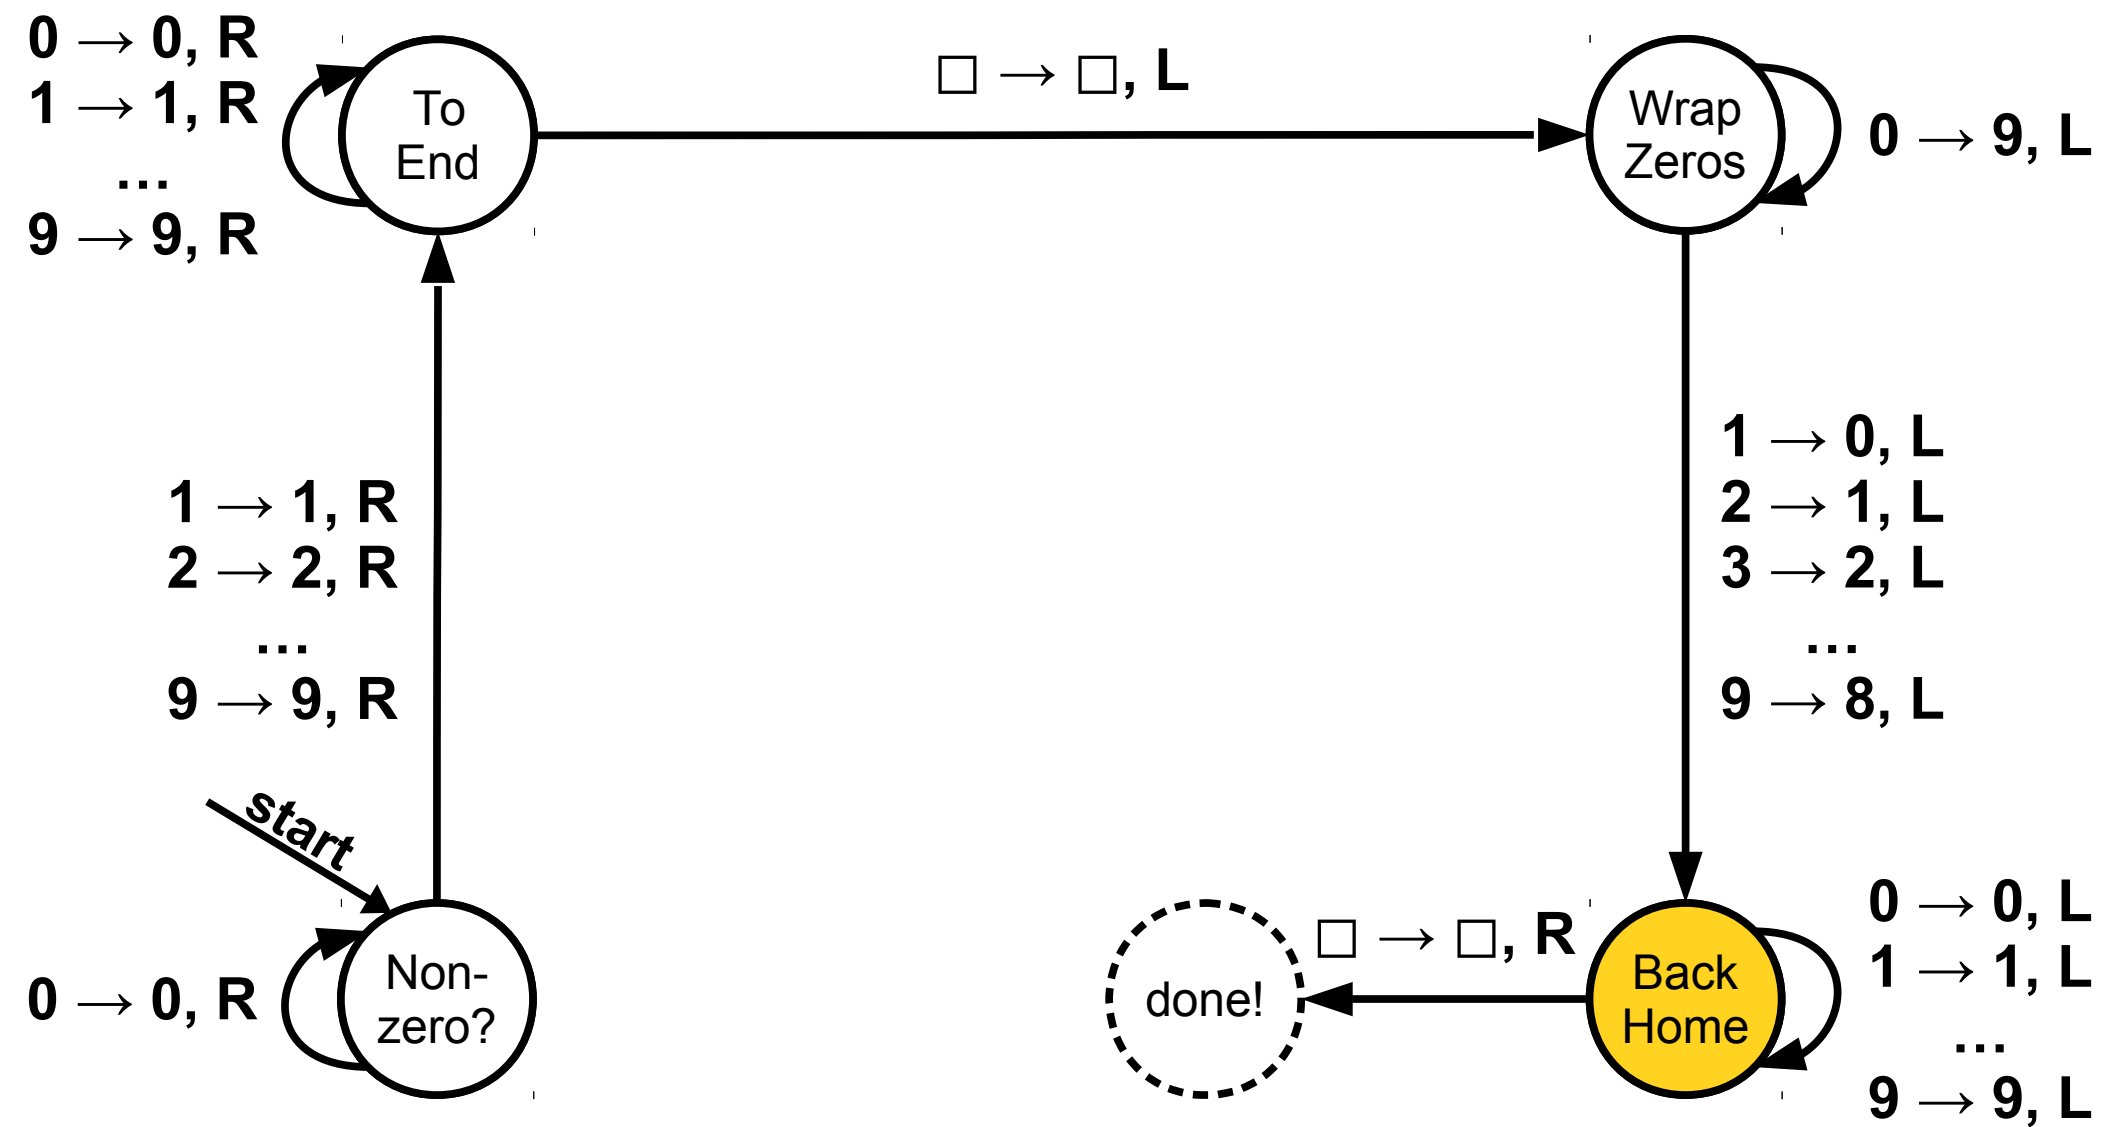 0 → 0, R
1 → 1, R
…
9 → 9, R
To
End
□ → □, L
Wrap
Zeros
0 → 9, L
1 → 1, R
2 → 2, R
…
9 → 9, R
1 → 0, L
2 → 1, L
3 → 2, L
…
9 → 8, L
start
0 → 0, R
Non-
zero?
done!
□ → □, R
Back
Home
0 → 0, L
1 → 1, L
…
9 → 9, L